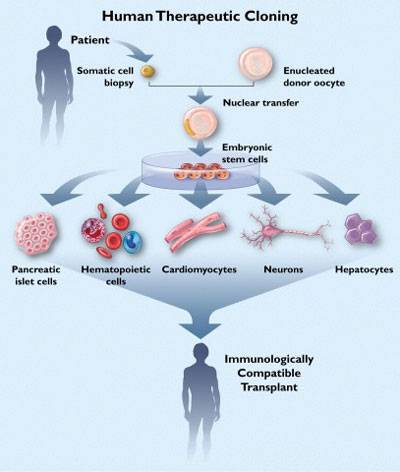 Human Therapeutic Cloning
Patient
Somatic cell
biopsy
Enucleated
donor oocyte
Nuclear transfer
Embryonic
stem cells
Pancreatic
islet cells
Hematopoietic
cells
Cardiomyocytes
Neurons
Hepatocytes
Immunologically
Compatible
Transplant